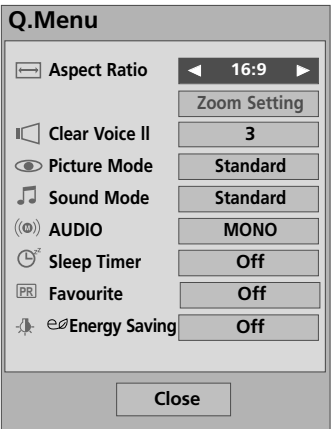 Q.Menu
Aspect Ratio ◄ 16:9 ►
Zoom Setting
Clear Voice ll 3
Picture Mode Standard
Sound Mode Standard
AUDIO MONO
Sleep Timer Off
PR Favourite Off
Energy Saving Off
Close